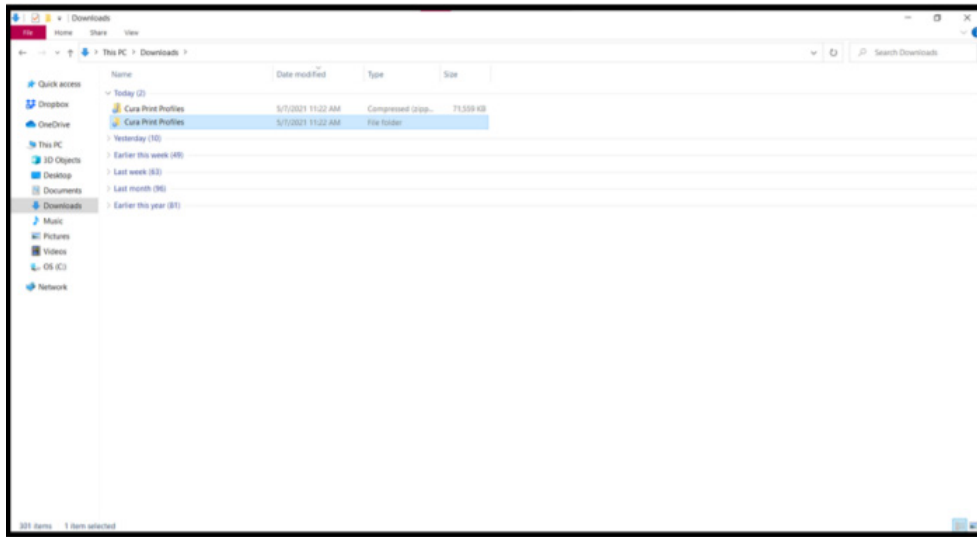 Downloads
File Home Share View
This PC > Downloads >
Search Downloads
Name Date modified Type Size
Quick access
Today (2)
Dropbox
Cura Print Profiles 5/7/2021 11:22 AM Compressed (zipp... 71,559 KB
OneDrive
Cura Print Profiles 5/7/2021 11:22 AM File folder
This PC
Yesterday (10)
3D Objects
Earlier this week (49)
Desktop
Last week (63)
Documents
Last month (96)
Downloads
Earlier this year (81)
Music
Pictures
Videos
OS (C:)
Network
301 items 1 item selected